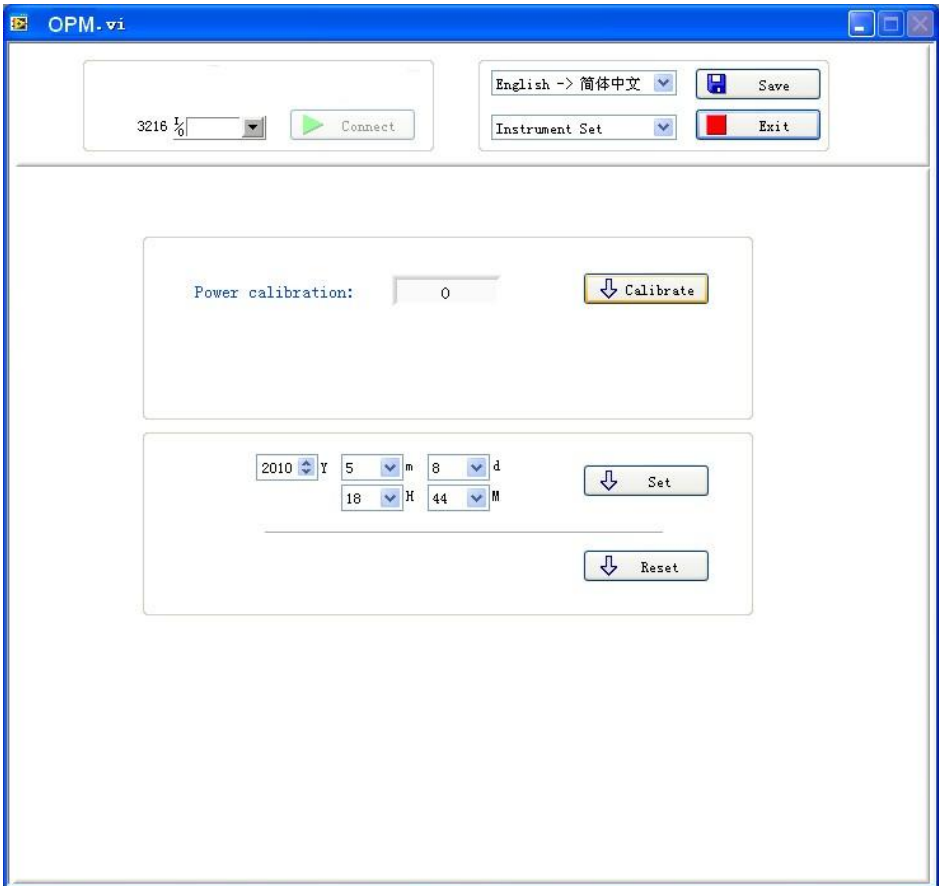 OPM.vi
English -> 简体中文
Save
3216
Connect
Instrument Set
Exit
Power calibration:
0
Calibrate
2010 Y 5 m 8 d
18 H 44 M
Set
Reset